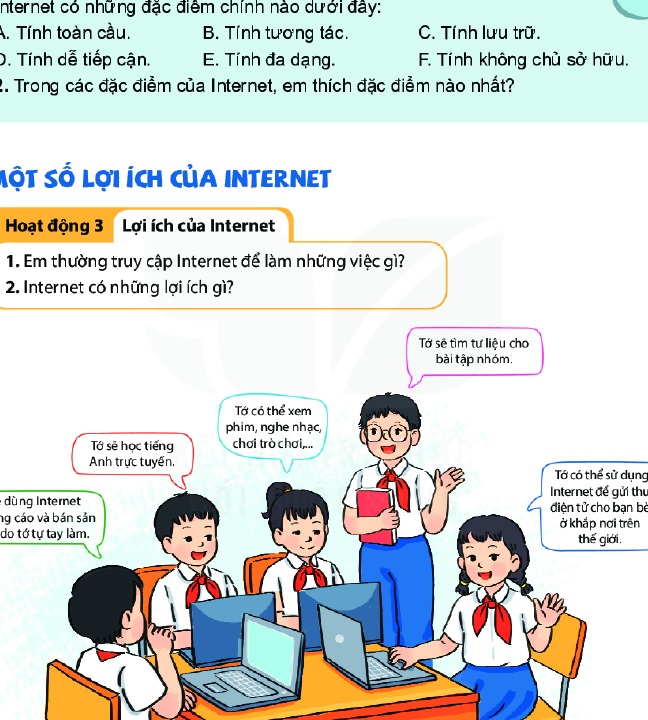 nternet có những đặc điểm chính nào dưới đây:
A. Tính toàn cầu. B. Tính tương tác. C. Tính lưu trữ.
D. Tính dễ tiếp cận. E. Tính đa dạng. F. Tính không chủ sở hữu.
2. Trong các đặc điểm của Internet, em thích đặc điểm nào nhất?
MỘT SỐ LỢI ÍCH CỦA INTERNET
Hoạt động 3 Lợi ích của Internet
1. Em thường truy cập Internet để làm những việc gì?
2. Internet có những lợi ích gì?
Tớ sẽ tìm tư liệu cho
bài tập nhóm.
Tớ có thể xem
phim, nghe nhạc,
chơi trò chơi,...
Tớ sẽ học tiếng
Anh trực tuyến.
dùng Internet
ng cáo và bán sản
do tớ tự tay làm.
Tớ có thể sử dụng
Internet để gửi thư
điện tử cho bạn bè
ở khắp nơi trên
thế giới.